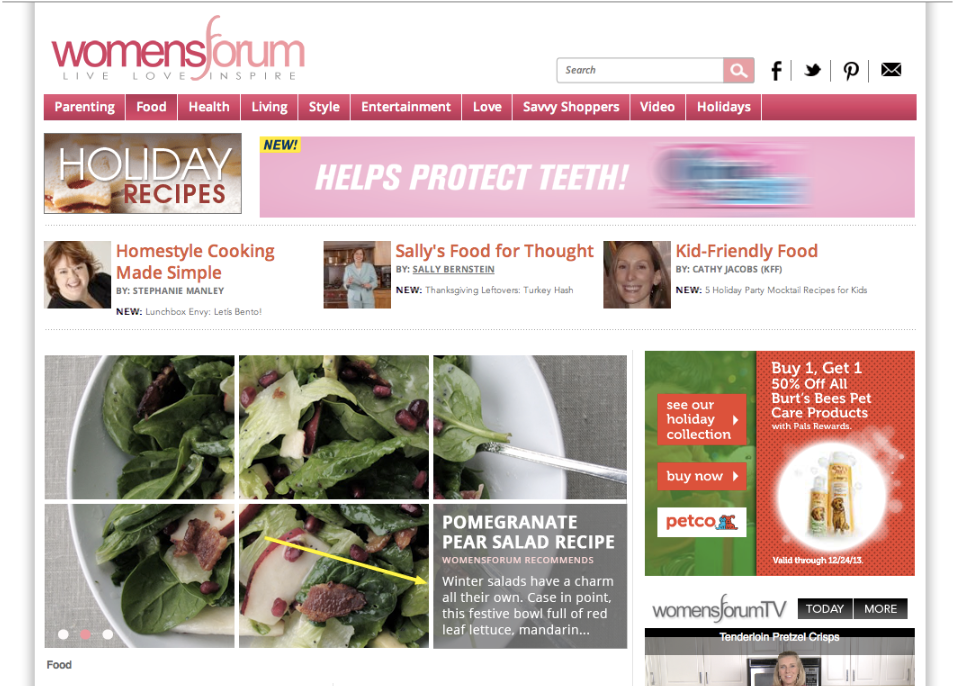 womensforum
LIVE LOVE INSPIRE
Search
Parenting Food Health Living Style Entertainment Love Savvy Shoppers Video Holidays
HOLIDAY
RECIPES
NEW!
HELPS PROTECT TEETH!
Homestyle Cooking
Made Simple
BY: STEPHANIE MANLEY
NEW: Lunchbox Envy: Letís Bento!
Sally's Food for Thought
BY: SALLY BERNSTEIN
NEW: Thanksgiving Leftovers: Turkey Hash
Kid-Friendly Food
BY: CATHY JACOBS (KFF)
NEW: 5 Holiday Party Mocktail Recipes for Kids
POMEGRANATE
PEAR SALAD RECIPE
WOMENSFORUM RECOMMENDS
Winter salads have a charm
all their own. Case in point,
this festive bowl full of red
leaf lettuce, mandarin...
see our
holiday
collection
buy now
petco
Buy 1, Get 1
50% Off All
Burt's Bees Pet
Care Products
with Pals Rewards.
Valid through 12/24/13.
womensforumTV TODAY MORE
Tenderloin Pretzel Crisps
Food